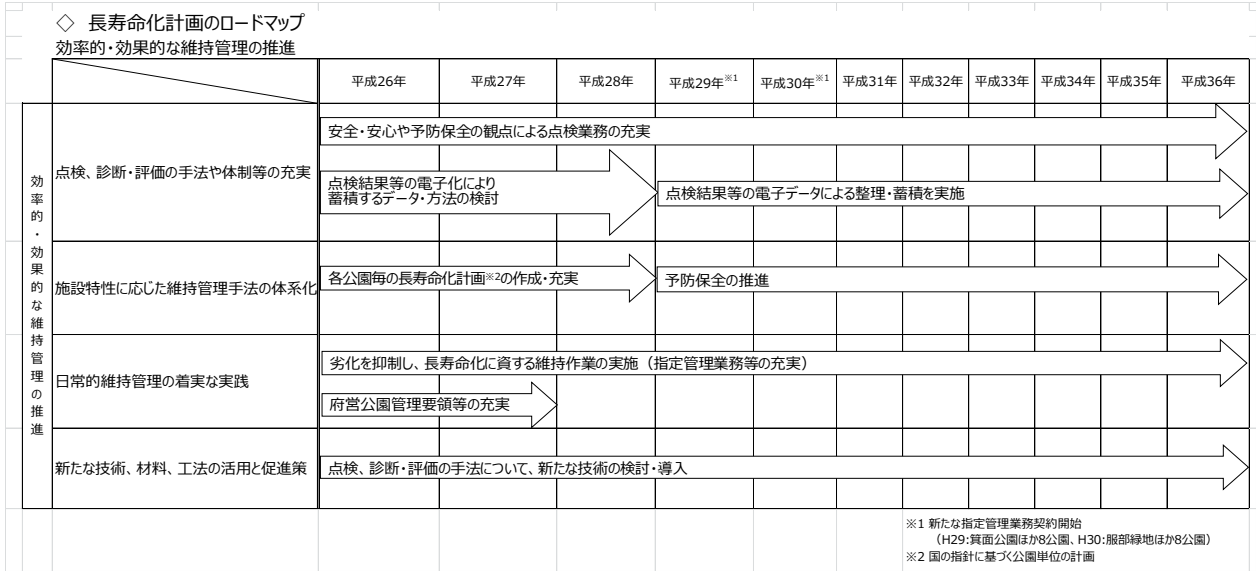 ◇ 長寿命化計画のロードマップ
効率的・効果的な維持管理の推進
平成26年 平成27年 平成28年 平成29年※1 平成30年※1 平成31年 平成32年 平成33年 平成34年 平成35年 平成36年
効率的・効果的な維持管理の推進
点検、診断・評価の手法や体制等の充実
安全・安心や予防保全の観点による点検業務の充実
点検結果等の電子化により
蓄積するデータ・方法の検討
点検結果等の電子データによる整理・蓄積を実施
施設特性に応じた維持管理手法の体系化
各公園毎の長寿命化計画※2の作成・充実
予防保全の推進
日常的維持管理の着実な実践
劣化を抑制し、長寿命化に資する維持作業の実施（指定管理業務等の充実）
府営公園管理要領等の充実
新たな技術、材料、工法の活用と促進策
点検、診断・評価の手法について、新たな技術の検討・導入
※1 新たな指定管理業務契約開始
（H29:箕面公園ほか8公園、H30:服部緑地ほか8公園）
※2 国の指針に基づく公園単位の計画